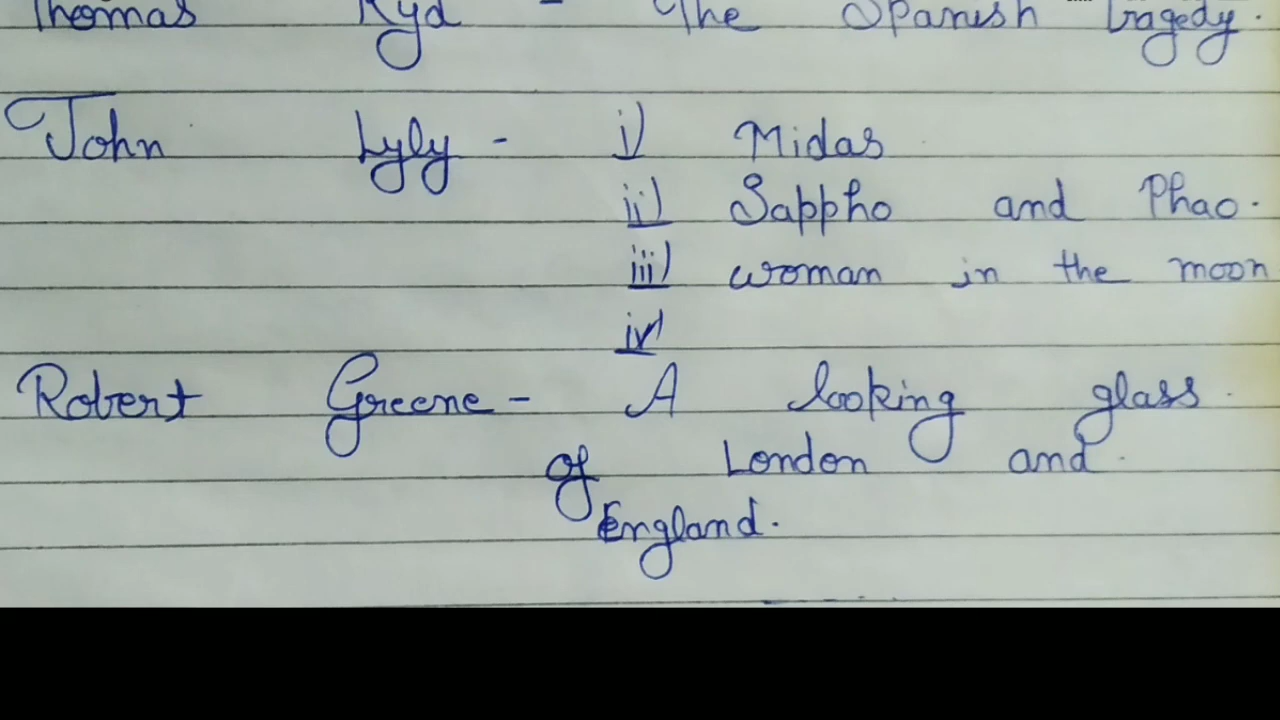 Thomas Kyd - The Spanish Tragedy.
John Lyly - i) Midas
ii) Sappho and Phao.
iii) woman in the moon
iv)
Robert Greene - A looking glass
of London and
England.